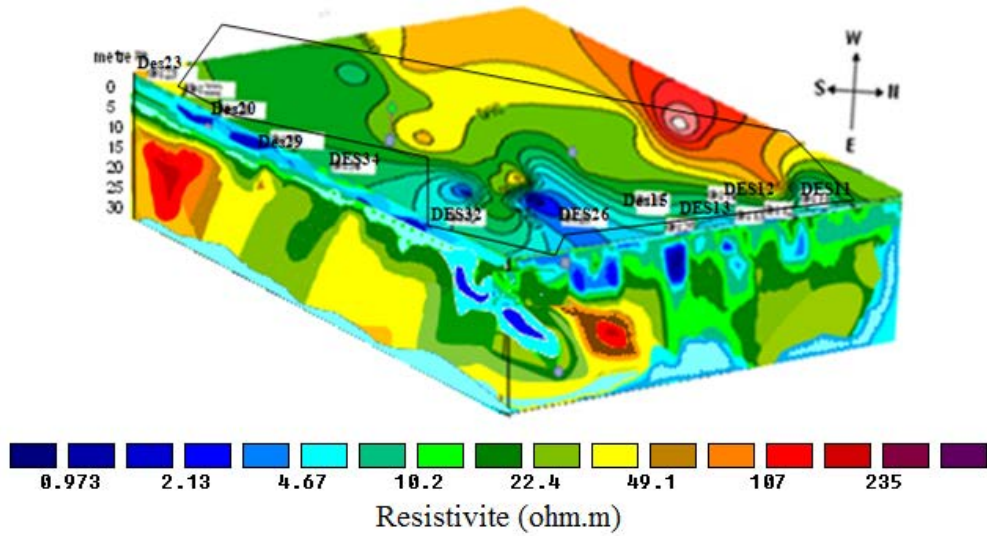 metre m
Des23
0
5
10
15
20
25
30
Des20
Des29
DES34
DES32
DES26
Des15
DES13
DES12
DES11
W
S
N
E
0.973 2.13 4.67 10.2 22.4 49.1 107 235
Resistivite (ohm.m)